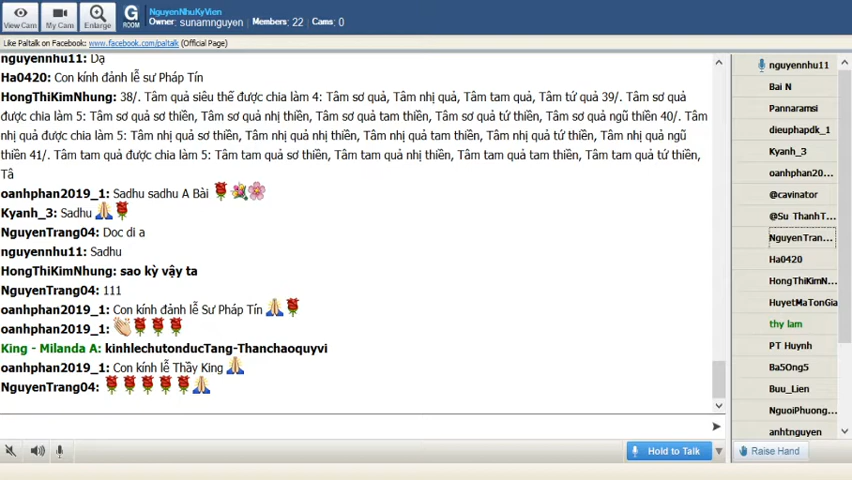 NguyenNhuKyVien
Owner: sunamnguyen Members: 22 Cams: 0
View Cam My Cam Enlarge G ROOM
Like Paltalk on Facebook: www.facebook.com/paltalk (Official Page)
nguyennhu11: Dạ
Ha0420: Con kính đảnh lễ sư Pháp Tín
HongThiKimNhung: 38/. Tâm quả siêu thế được chia làm 4: Tâm sơ quả, Tâm nhị quả, Tâm tam quả, Tâm tứ quả 39/. Tâm sơ quả
được chia làm 5: Tâm sơ quả sơ thiền, Tâm sơ quả nhị thiền, Tâm sơ quả tam thiền, Tâm sơ quả tứ thiền, Tâm sơ quả ngũ thiền 40/. Tâm
nhị quả được chia làm 5: Tâm nhị quả sơ thiền, Tâm nhị quả nhị thiền, Tâm nhị quả tam thiền, Tâm nhị quả tứ thiền, Tâm nhị quả ngũ
thiền 41/. Tâm tam quả được chia làm 5: Tâm tam quả sơ thiền, Tâm tam quả nhị thiền, Tâm tam quả tam thiền, Tâm tam quả tứ thiền,
Tâ
oanhphan2019_1: Sadhu sadhu A Bài
Kyanh_3: Sadhu
NguyenTrang04: Doc di a
nguyennhu11: Sadhu
HongThiKimNhung: sao kỳ vậy ta
NguyenTrang04: 111
oanhphan2019_1: Con kính đảnh lễ Sư Pháp Tín
oanhphan2019_1:
King - Milanda A: kinhlechutonducTang-Thanchaoquyvi
oanhphan2019_1: Con kính lễ Thầy King
NguyenTrang04:
Hold to Talk
nguyennhu11
Bai N
Pannaramsi
dieuphapdk_1
Kyanh_3
oanhphan20...
@cavinator
@Su ThanhT...
NguyenTran...
Ha0420
HongThiKimN...
HuyetMaTonGia
thy lam
PT Huynh
Ba5Ong5
Buu_Lien
NguoiPhuong...
anhtnguyen
Raise Hand